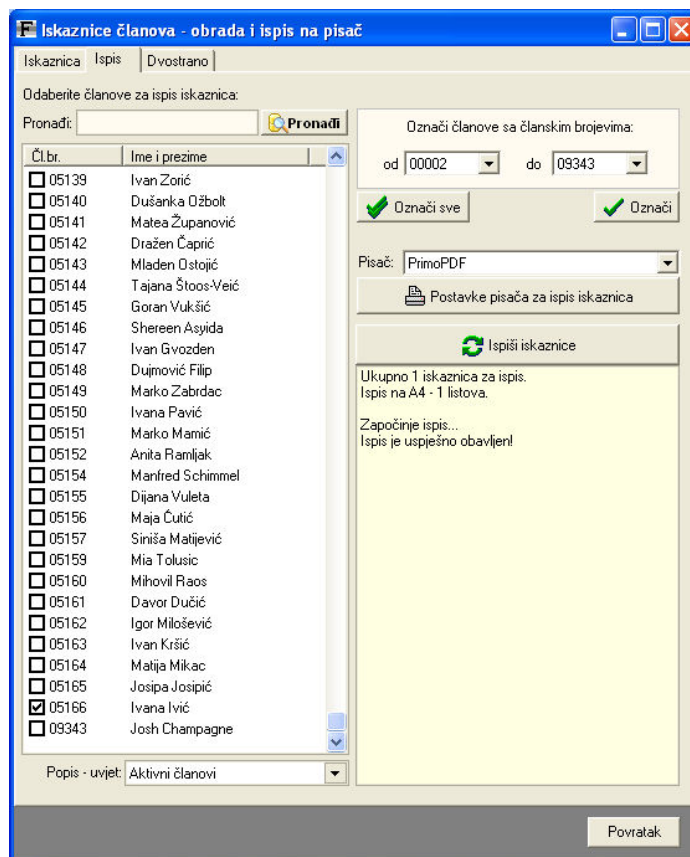 Iskaznice članova - obrada i ispis na pisač
Iskaznica Ispis Dvostrano
Odaberite članove za ispis iskaznica:
Pronađi: Pronađi
Čl.br. Ime i prezime
05139 Ivan Zorić
05140 Dušanka Ožbolt
05141 Matea Županović
05142 Dražen Čaprić
05143 Mladen Ostojić
05144 Tajana Štoos-Veić
05145 Goran Vukšić
05146 Shereen Asyida
05147 Ivan Gvozden
05148 Dujmović Filip
05149 Marko Zabrdac
05150 Ivana Pavić
05151 Marko Mamić
05152 Anita Ramljak
05154 Manfred Schimmel
05155 Dijana Vuleta
05156 Maja Ćutić
05157 Siniša Matijević
05159 Mia Tolusic
05160 Mihovil Raos
05161 Davor Dučić
05162 Igor Milošević
05163 Ivan Kršić
05164 Matija Mikac
05165 Josipa Josipić
05166 Ivana Ivić
09343 Josh Champagne
Popis - uvjet: Aktivni članovi
Označi članove sa članskim brojevima:
od 00002 do 09343
Označi sve Označi
Pisač: PrimoPDF
Postavke pisača za ispis iskaznica
Ispiši iskaznice
Ukupno 1 iskaznica za ispis.
Ispis na A4 - 1 listova.
Započinje ispis...
Ispis je uspješno obavljen!
Povratak